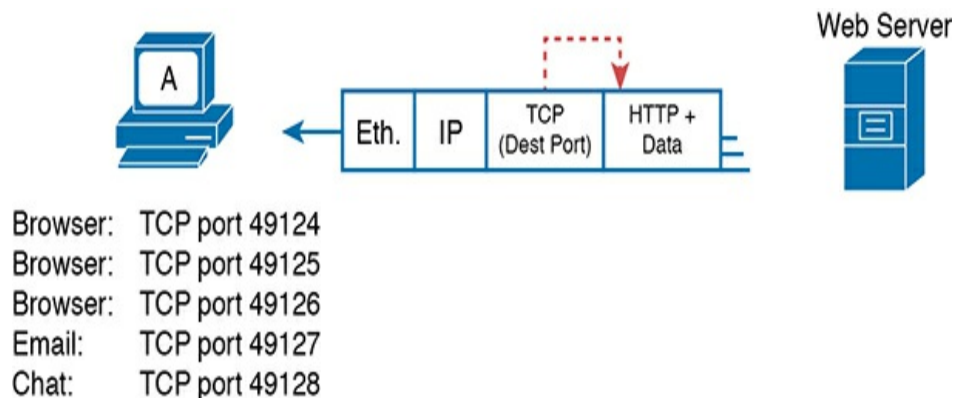 Web Server
A
Eth.
IP
TCP
(Dest Port)
HTTP +
Data
Browser: TCP port 49124
Browser: TCP port 49125
Browser: TCP port 49126
Email: TCP port 49127
Chat: TCP port 49128